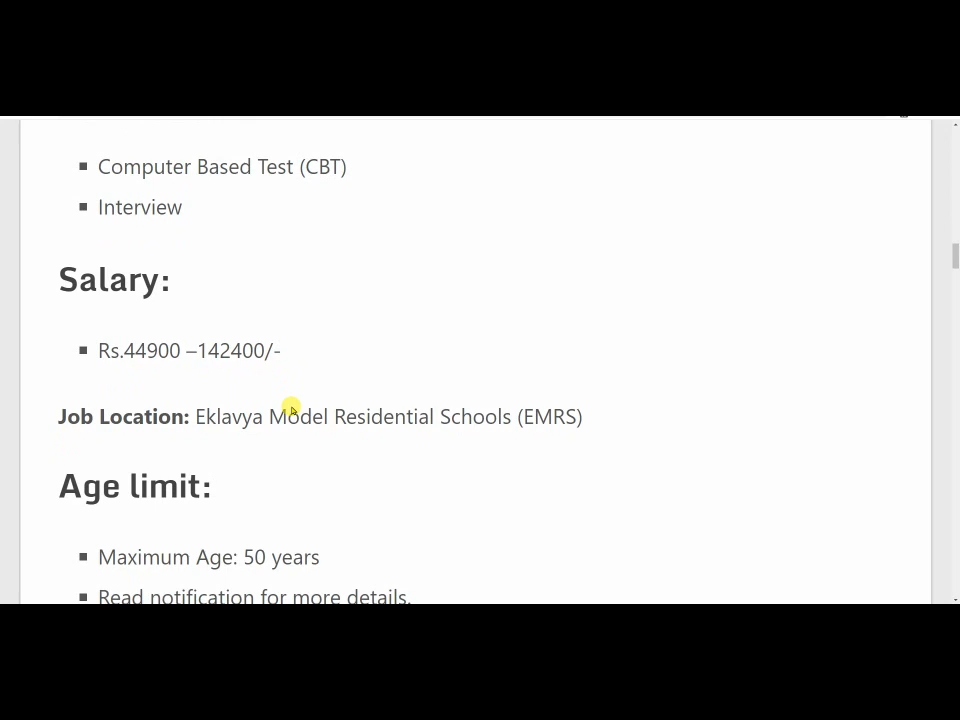 Computer Based Test (CBT)
Interview
Salary:
Rs.44900 –142400/-
Job Location: Eklavya Model Residential Schools (EMRS)
Age limit:
Maximum Age: 50 years
Read notification for more details.